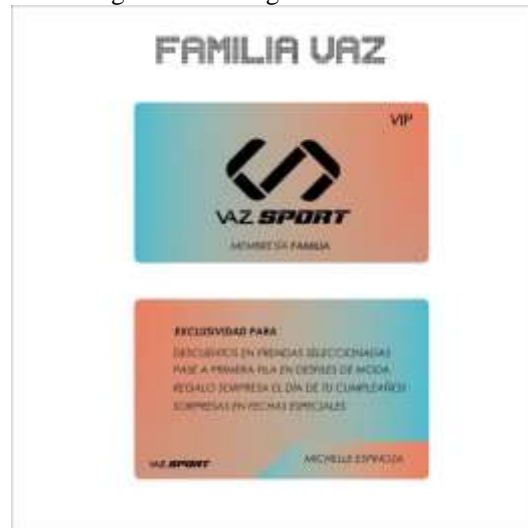 FAMILIA VAZ
VIP
VAZ SPORT
MEMBRESÍA FAMILIA
EXCLUSIVIDAD PARA
DESCUENTOS EN PRENDAS SELECCIONADAS
PASE A PRIMERA FILA EN DESFILES DE MODA
REGALO SORPRESA EL DÍA DE TU CUMPLEAÑOS
SORPRESAS EN FECHAS ESPECIALES
VAZ SPORT
MICHELLE ESPINOZA